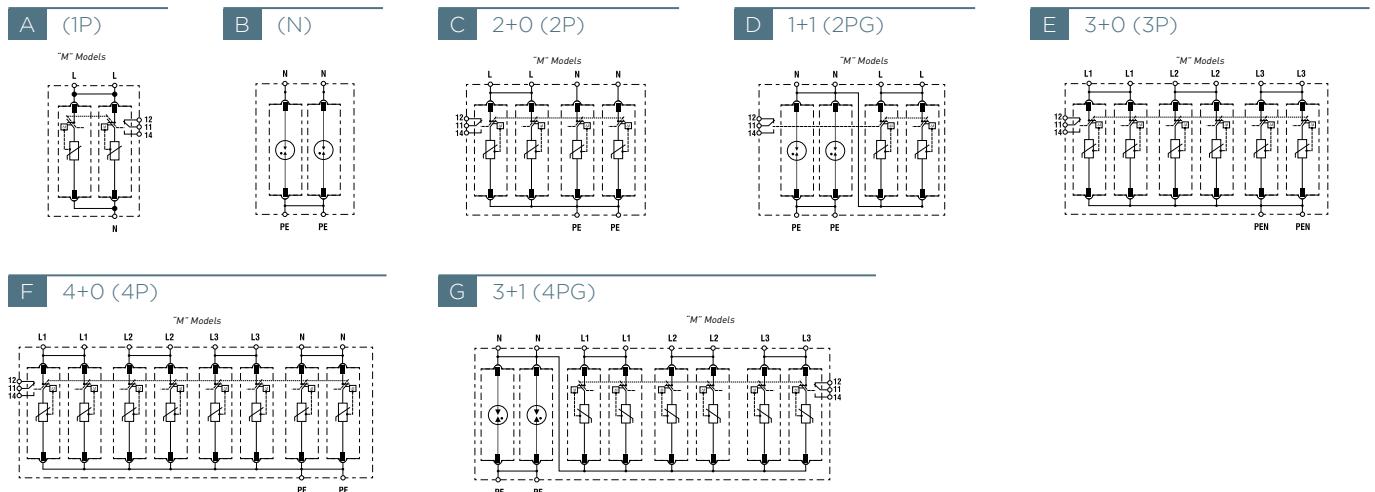 A (1P)
"M" Models
L L
12
11
14
N
B (N)
N N
PE PE
C 2+0 (2P)
"M" Models
L L N N
12
11
14
PE PE
D 1+1 (2PG)
"M" Models
N N L L
12
11
14
PE PE
E 3+0 (3P)
"M" Models
L1 L1 L2 L2 L3 L3
12
11
14
PEN PEN
F 4+0 (4P)
"M" Models
L1 L1 L2 L2 L3 L3 N N
12
11
14
PE PE
G 3+1 (4PG)
"M" Models
N N L1 L1 L2 L2 L3 L3
12
11
14
PE PE